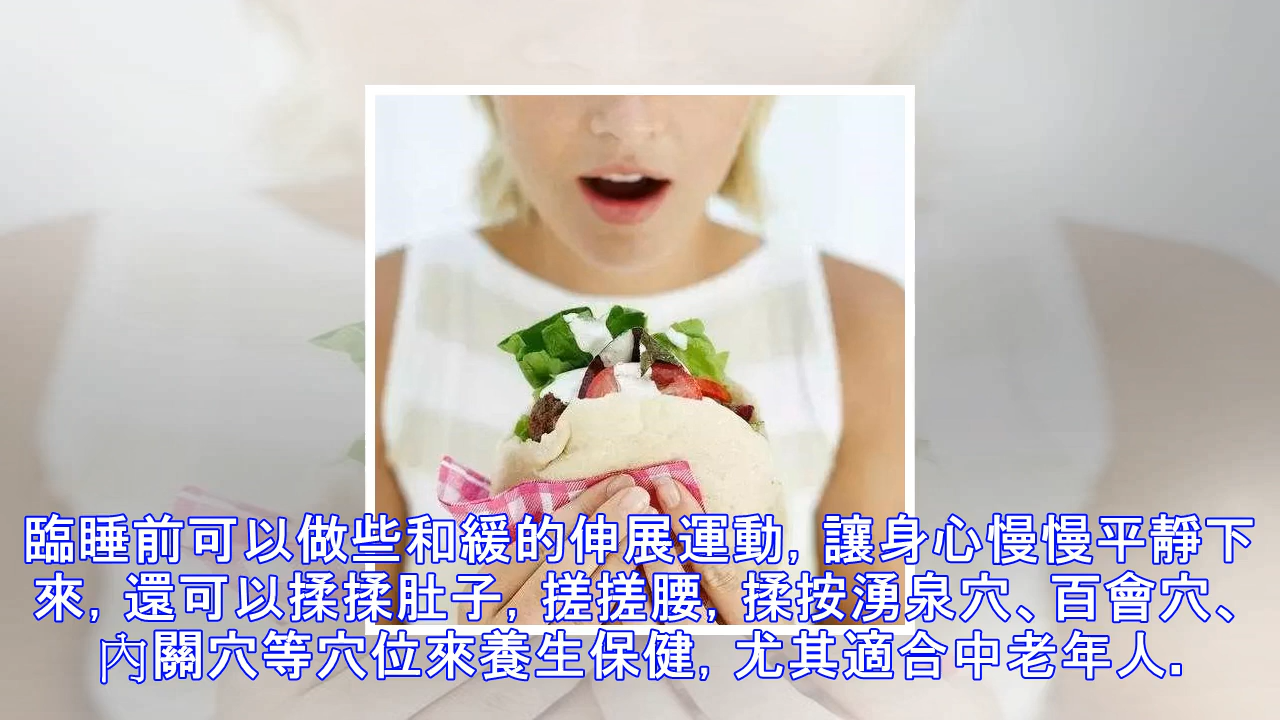 臨睡前可以做些和緩的伸展運動, 讓身心慢慢平靜下
來, 還可以揉揉肚子, 搓搓腰, 揉按湧泉穴、百會穴、
內關穴等穴位來養生保健, 尤其適合中老年人.